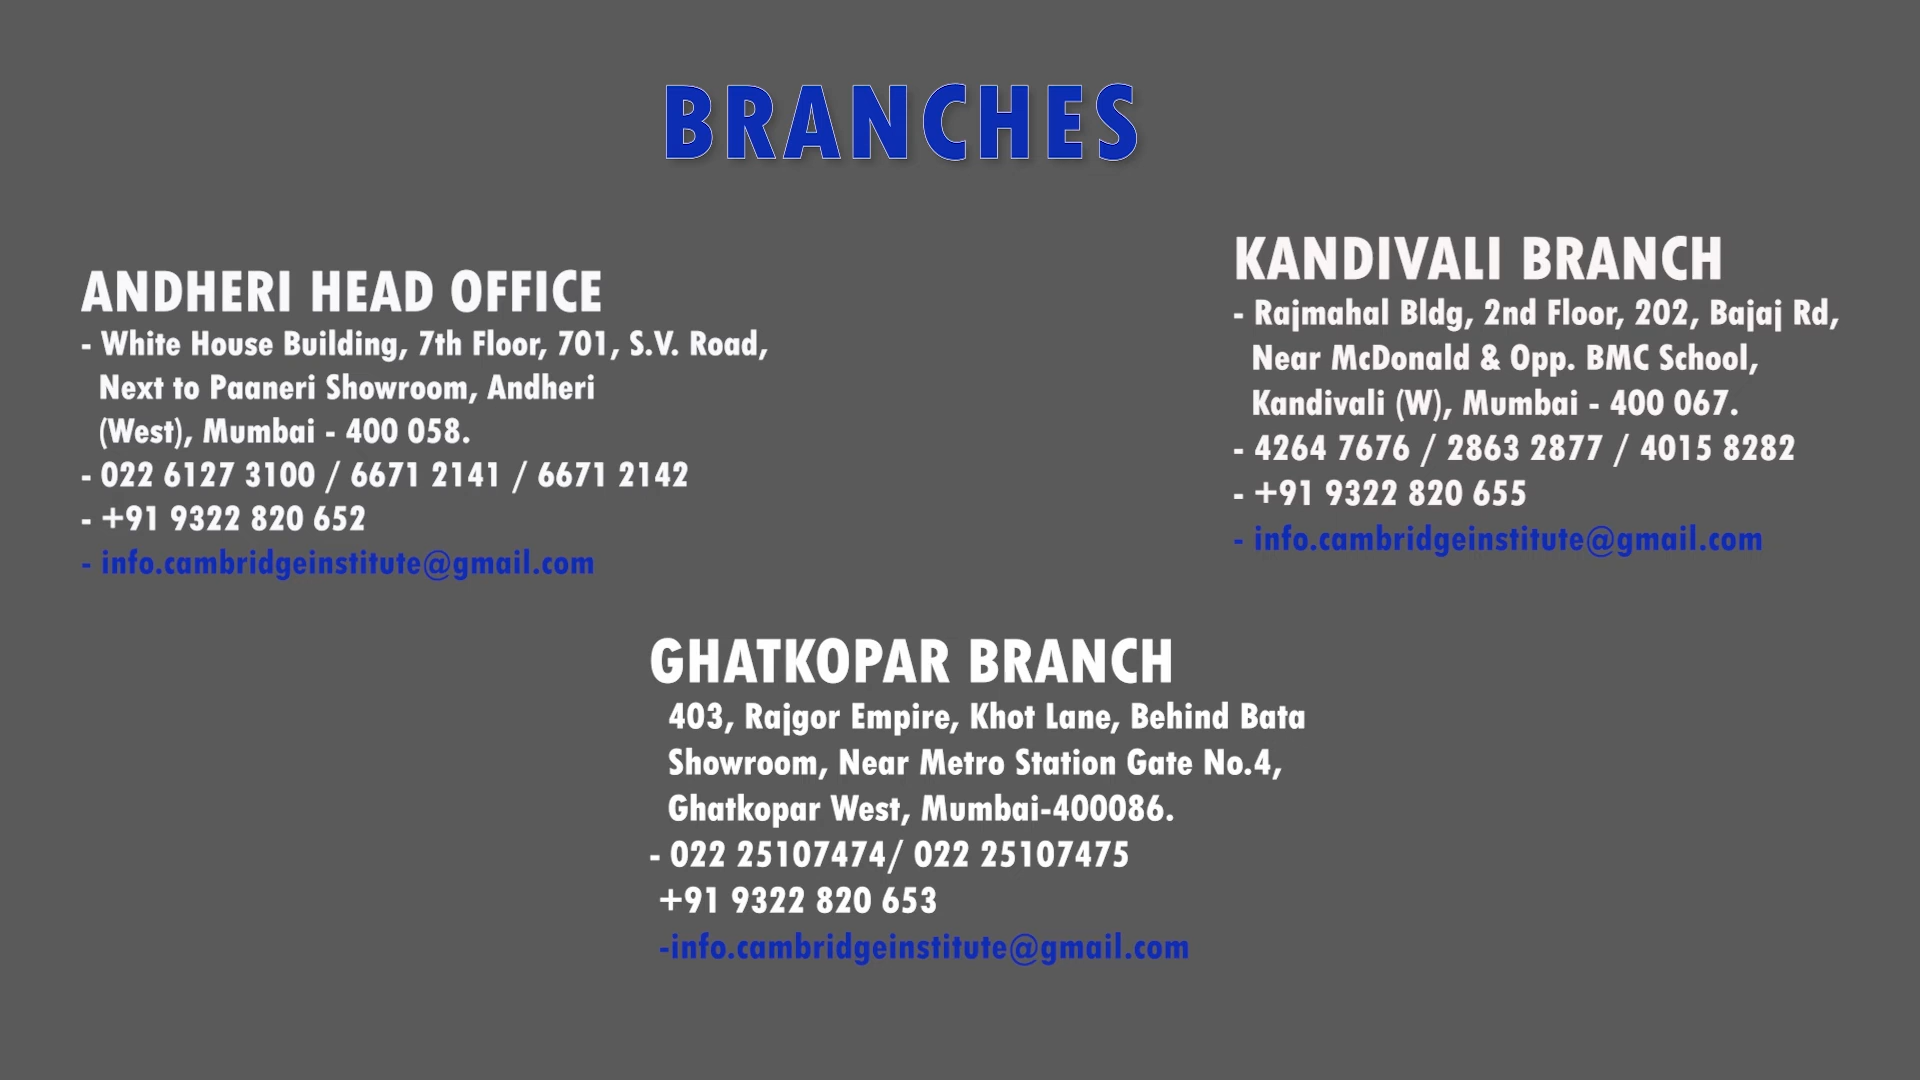 BRANCHES
ANDHERI HEAD OFFICE
- White House Building, 7th Floor, 701, S.V. Road,
Next to Paaneri Showroom, Andheri
(West), Mumbai - 400 058.
- 022 6127 3100 / 6671 2141 / 6671 2142
- +91 9322 820 652
- info.cambridgeinstitute@gmail.com
KANDIVALI BRANCH
- Rajmahal Bldg, 2nd Floor, 202, Bajaj Rd,
Near McDonald & Opp. BMC School,
Kandivali (W), Mumbai - 400 067.
- 4264 7676 / 2863 2877 / 4015 8282
- +91 9322 820 655
- info.cambridgeinstitute@gmail.com
GHATKOPAR BRANCH
403, Rajgor Empire, Khot Lane, Behind Bata
Showroom, Near Metro Station Gate No.4,
Ghatkopar West, Mumbai-400086.
- 022 25107474/ 022 25107475
+91 9322 820 653
-info.cambridgeinstitute@gmail.com